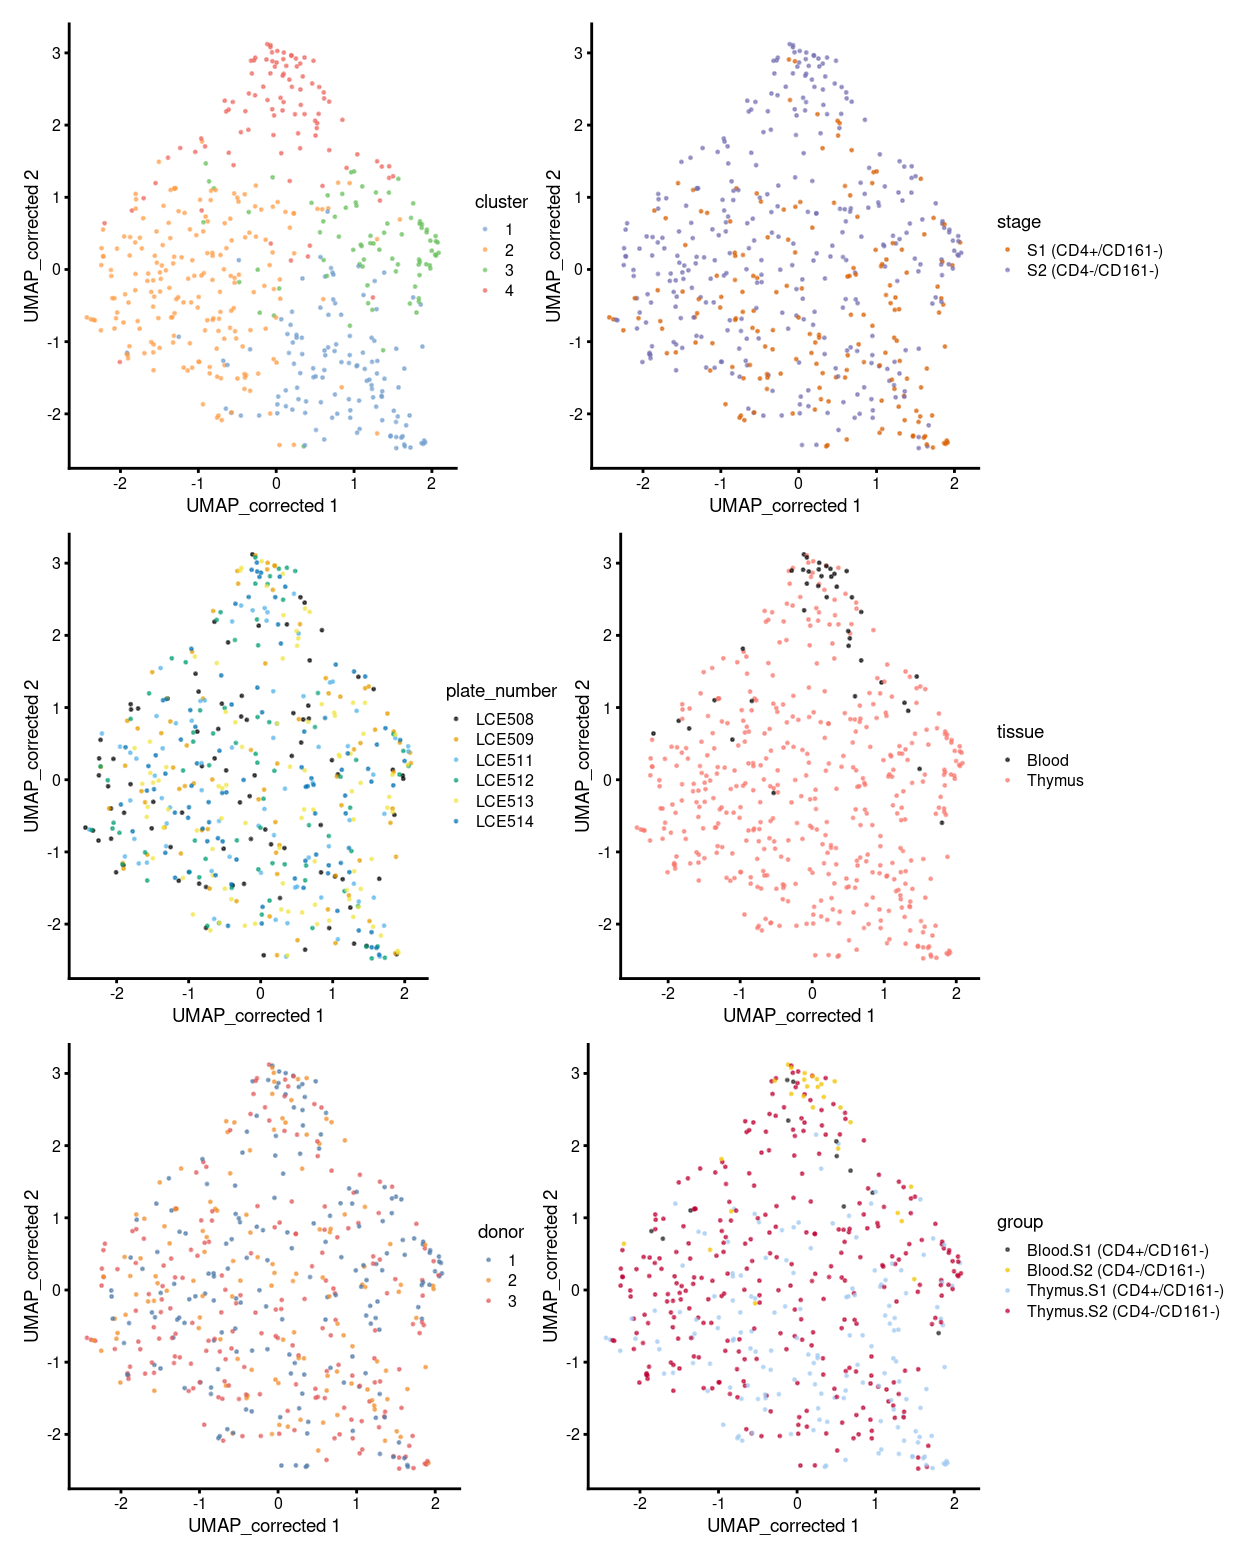 3
2
1
0
-1
-2
-2
-1
0
1
2
UMAP_corrected 1
UMAP_corrected 2
cluster
1
2
3
4
3
2
1
0
-1
-2
-2
-1
0
1
2
UMAP_corrected 1
UMAP_corrected 2
stage
S1 (CD4+/CD161-)
S2 (CD4-/CD161-)
3
2
1
0
-1
-2
-2
-1
0
1
2
UMAP_corrected 1
UMAP_corrected 2
plate_number
LCE508
LCE509
LCE511
LCE512
LCE513
LCE514
3
2
1
0
-1
-2
-2
-1
0
1
2
UMAP_corrected 1
UMAP_corrected 2
tissue
Blood
Thymus
3
2
1
0
-1
-2
-2
-1
0
1
2
UMAP_corrected 1
UMAP_corrected 2
donor
1
2
3
3
2
1
0
-1
-2
-2
-1
0
1
2
UMAP_corrected 1
UMAP_corrected 2
group
Blood.S1 (CD4+/CD161-)
Blood.S2 (CD4-/CD161-)
Thymus.S1 (CD4+/CD161-)
Thymus.S2 (CD4-/CD161-)